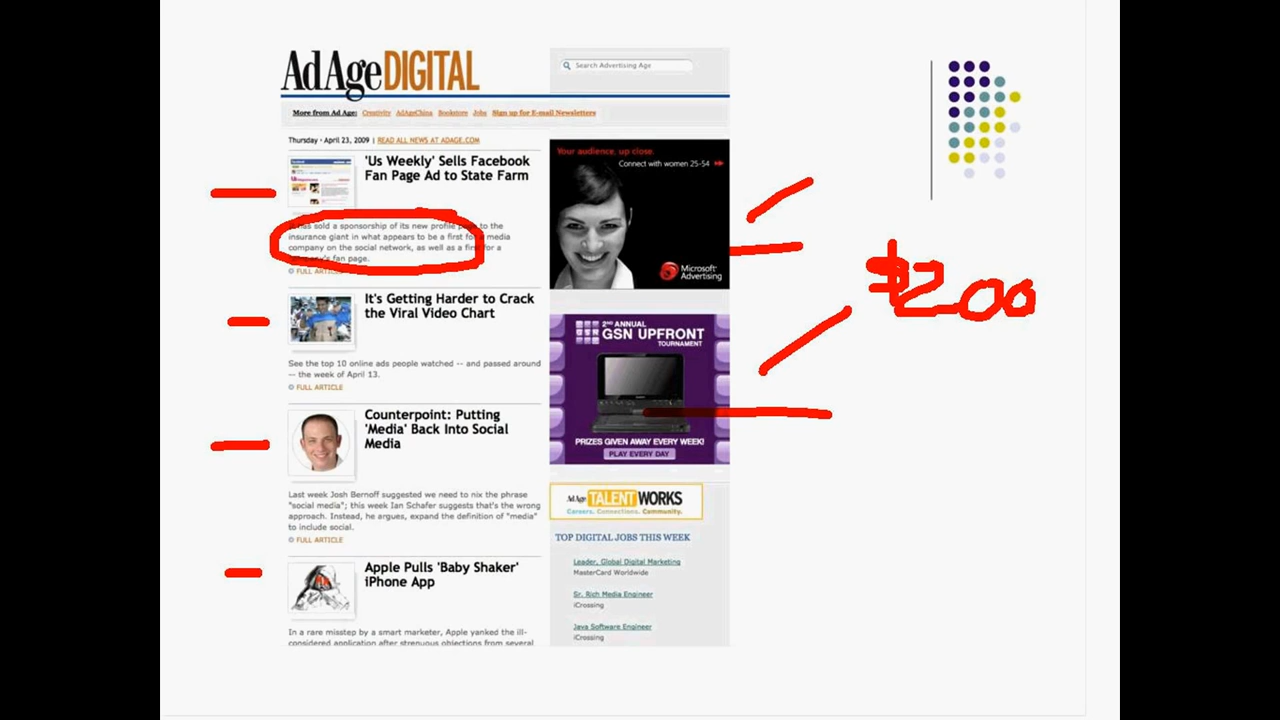 AdAge DIGITAL
Search Advertising Age
More from Ad Age: Creativity AdAgeChina Bookstore Jobs Sign up for E-mail Newsletters
Thursday • April 23, 2009 | READ ALL NEWS AT ADAGE.COM
'Us Weekly' Sells Facebook
Fan Page Ad to State Farm
sold a sponsorship of its new profile to the
insurance giant in what appears to be a first for a media
company on the social network, as well as a first for a
company's fan page.
FULL ARTICLE
It's Getting Harder to Crack
the Viral Video Chart
See the top 10 online ads people watched -- and passed around
-- the week of April 13.
FULL ARTICLE
Counterpoint: Putting
'Media' Back Into Social
Media
Last week Josh Bernoff suggested we need to nix the phrase
"social media"; this week Ian Schafer suggests that's the wrong
approach. Instead, he argues, expand the definition of "media"
to include social.
FULL ARTICLE
Apple Pulls 'Baby Shaker'
iPhone App
In a rare misstep by a smart marketer, Apple yanked the ill-
considered application after strenuous objections from several
Your audience, up close.
Connect with women 25-54
Microsoft
Advertising
2ND ANNUAL
GSN UPFRONT
TOURNAMENT
PRIZES GIVEN AWAY EVERY WEEK!
PLAY EVERY DAY
AdAge TALENTWORKS
Careers. Connections. Community.
TOP DIGITAL JOBS THIS WEEK
Leader, Global Digital Marketing
MasterCard Worldwide
Sr. Rich Media Engineer
iCrossing
Java Software Engineer
iCrossing
$200